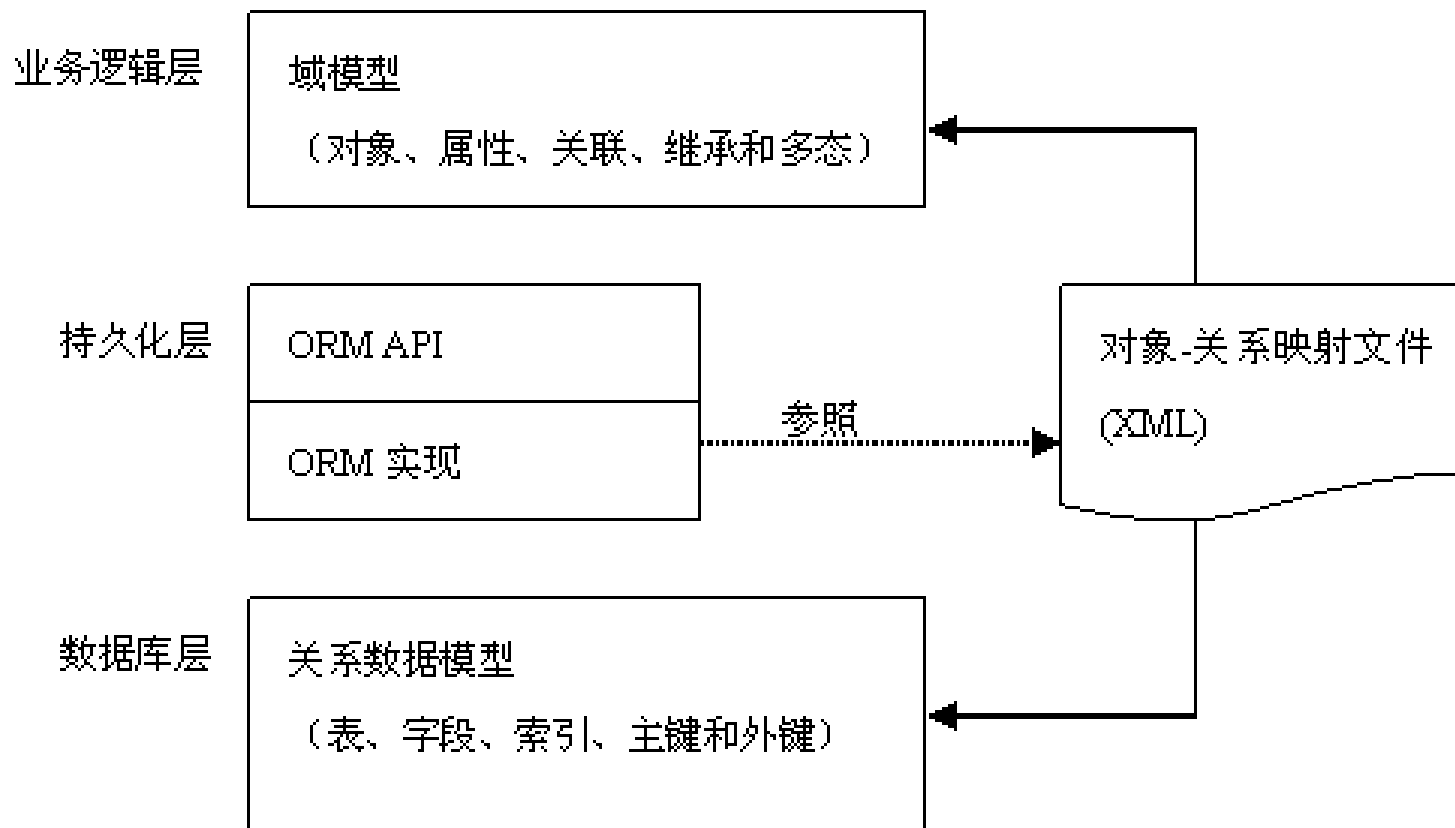 业务逻辑层
域模型
（对象、属性、关联、继承和多态）
持久化层
ORM API
ORM 实现
参照
对象-关系映射文件
(XML)
数据库层
关系数据模型
（表、字段、索引、主键和外键）